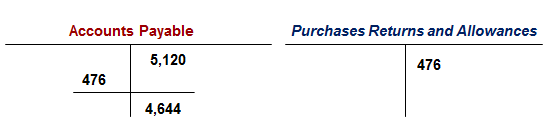 Accounts Payable
5,120
476
4,644
Purchases Returns and Allowances
476